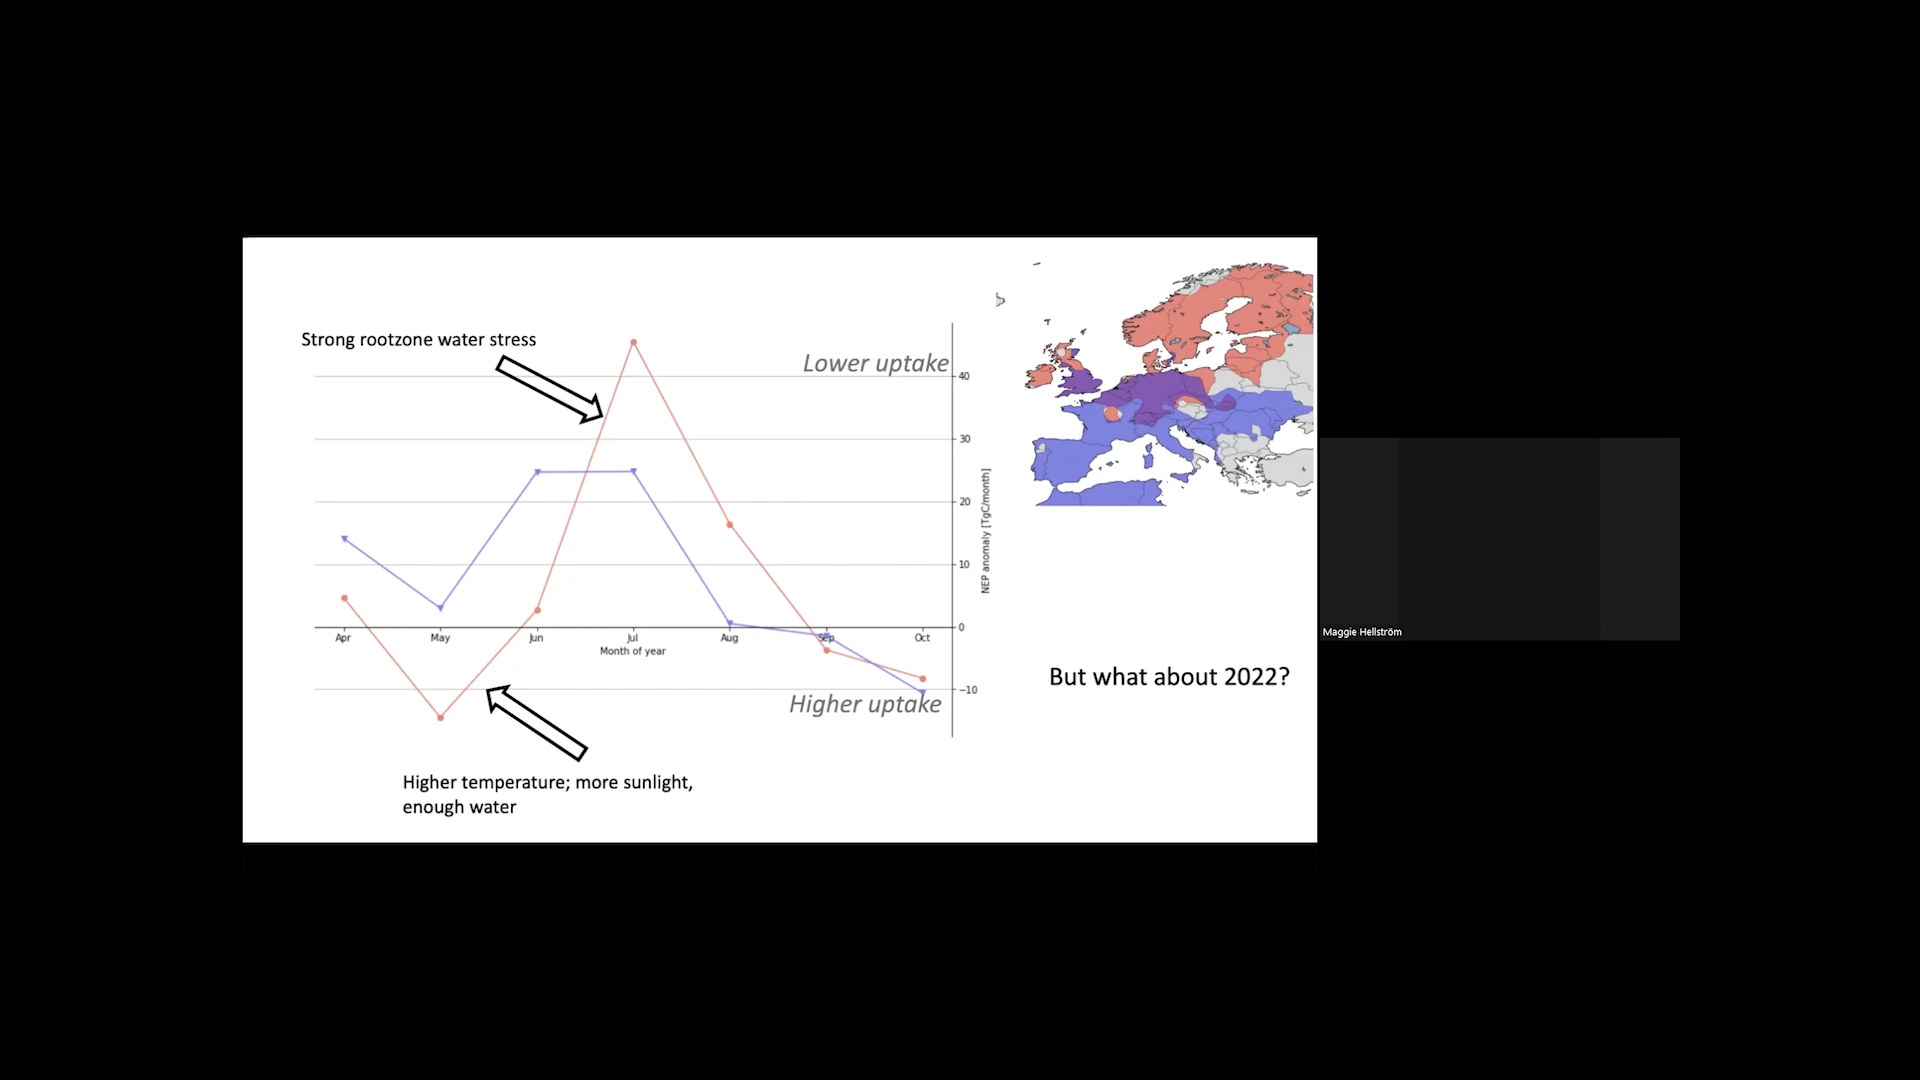 Strong rootzone water stress
Lower uptake
40
30
20
10
0
−10
NEP anomaly [TgC/month]
Apr
May
Jun
Jul
Aug
Sep
Oct
Month of year
Higher uptake
Higher temperature; more sunlight,
enough water
But what about 2022?
Maggie Hellström